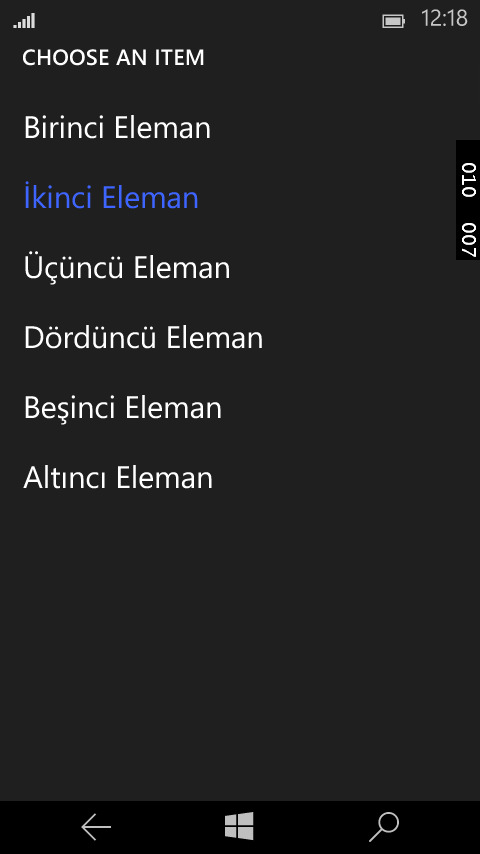 12:18
CHOOSE AN ITEM
Birinci Eleman
İkinci Eleman
Üçüncü Eleman
Dördüncü Eleman
Beşinci Eleman
Altıncı Eleman
010 007